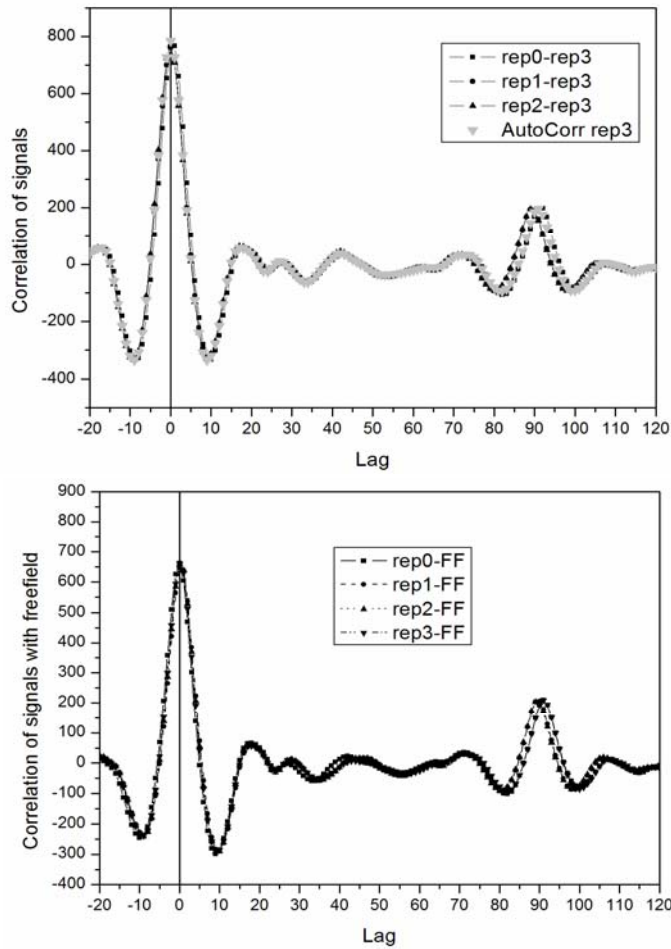 800
600
400
200
0
-200
-400
Correlation of signals
rep0-rep3
rep1-rep3
rep2-rep3
AutoCorr rep3
-20 -10 0 10 20 30 40 50 60 70 80 90 100 110 120
Lag
900
800
700
600
500
400
300
200
100
0
-100
-200
-300
-400
Correlation of signals with freefield
rep0-FF
rep1-FF
rep2-FF
rep3-FF
-20 -10 0 10 20 30 40 50 60 70 80 90 100 110 120
Lag